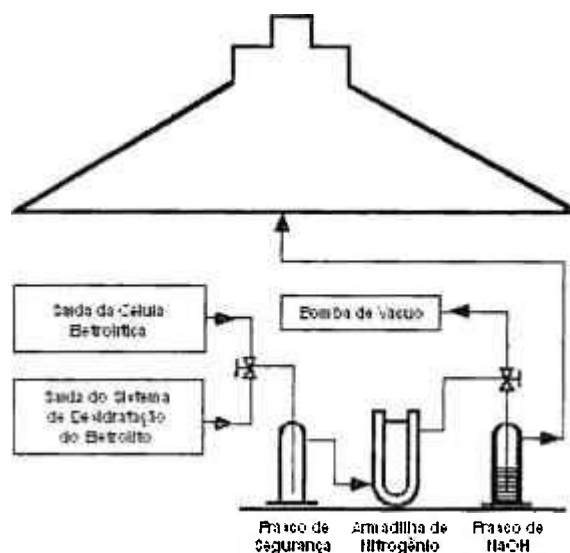 Saída da Célula
Eletrolítica
Bomba de Vácuo
Saída do Sistema
de Desidratação
do Eletrólito
Frasco de
Segurança
Armadilha de
Nitrogênio
Frasco de
NaOH